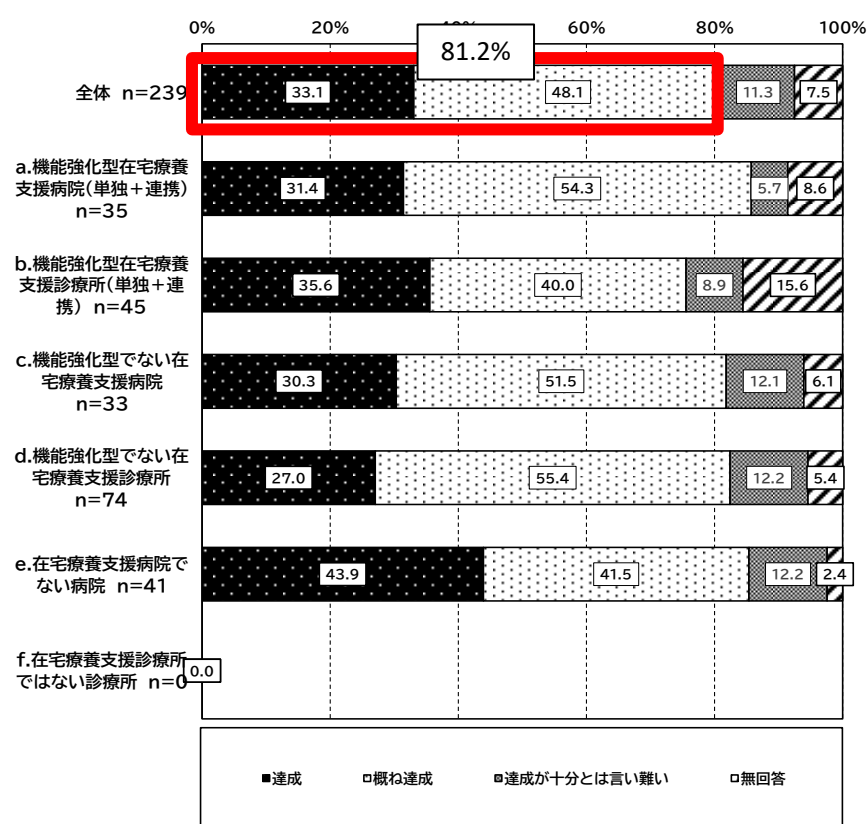 0% 20% 40% 60% 80% 100%
81.2%
全体 n=239 33.1 48.1 11.3 7.5
a.機能強化型在宅療養
支援病院(単独＋連携)
n=35
31.4 54.3 5.7 8.6
b.機能強化型在宅療養
支援診療所(単独＋連
携) n=45
35.6 40.0 8.9 15.6
c.機能強化型でない在
宅療養支援病院
n=33
30.3 51.5 12.1 6.1
d.機能強化型でない在
宅療養支援診療所
n=74
27.0 55.4 12.2 5.4
e.在宅療養支援病院で
ない病院 n=41
43.9 41.5 12.2 2.4
f.在宅療養支援診療所
ではない診療所 n=0
0.0
達成 概ね達成 達成が十分とは言い難い 無回答